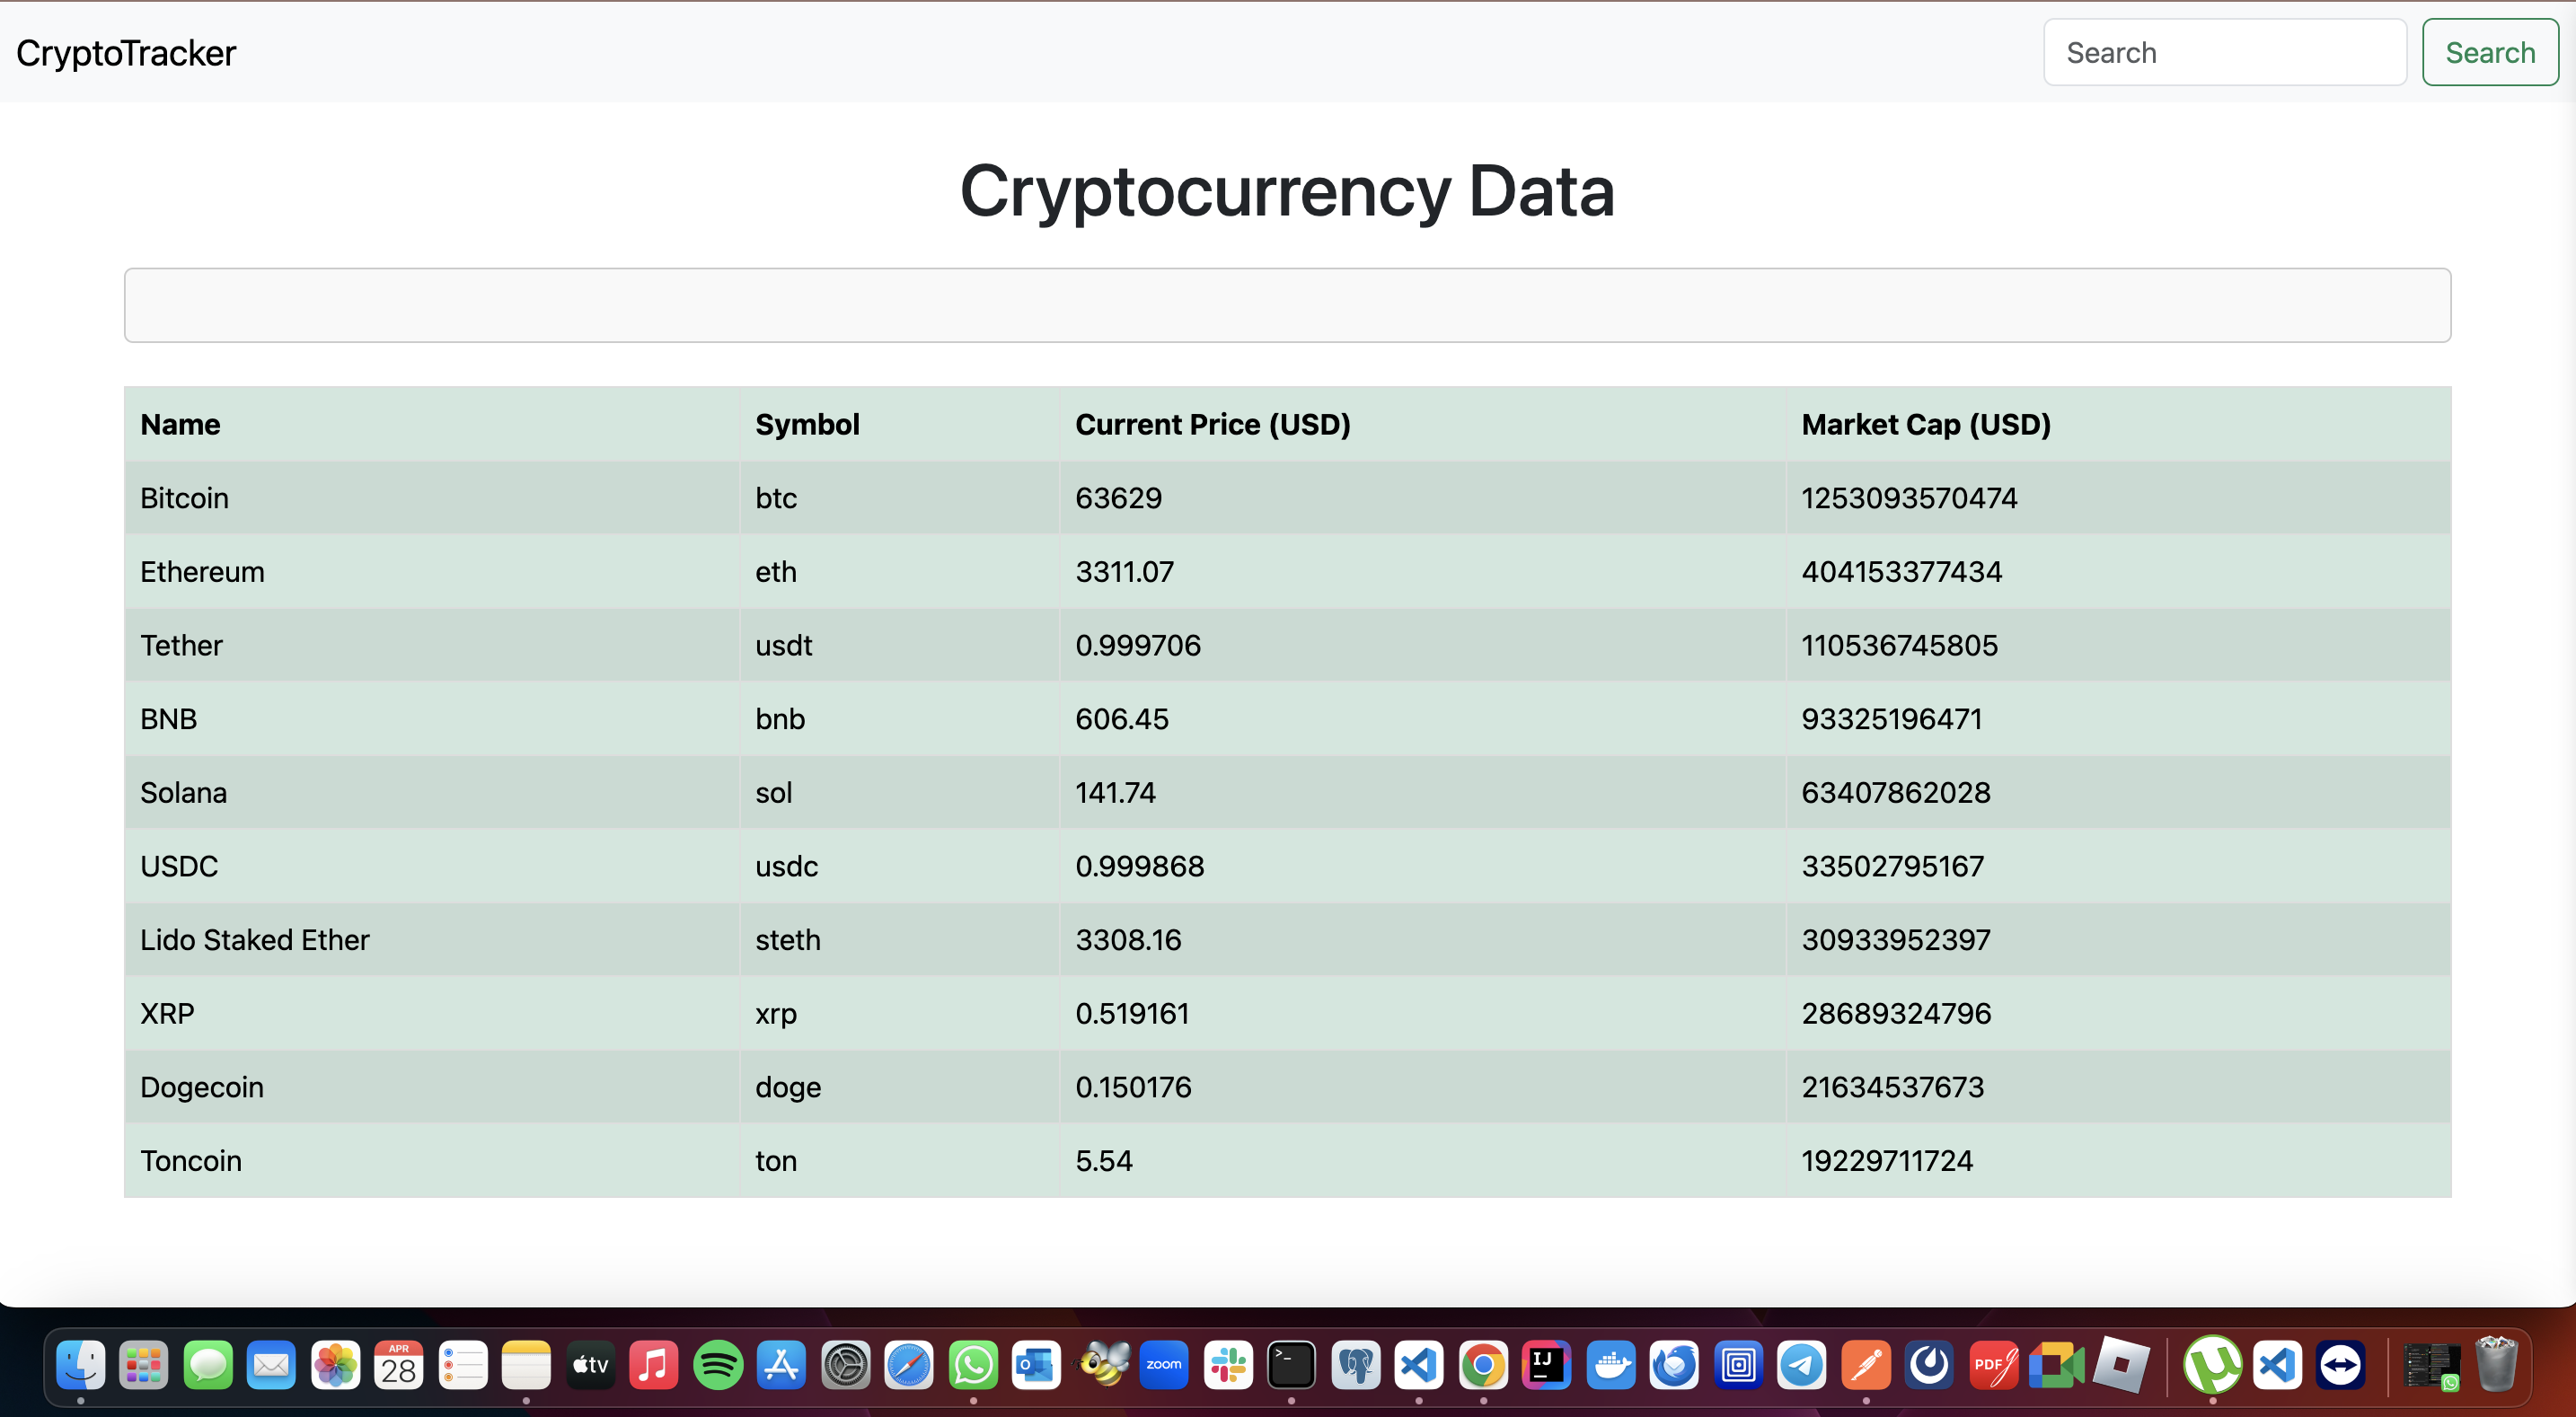 CryptoTracker Search Search
Cryptocurrency Data
Name Symbol Current Price (USD) Market Cap (USD)
Bitcoin btc 63629 1253093570474
Ethereum eth 3311.07 404153377434
Tether usdt 0.999706 110536745805
BNB bnb 606.45 93325196471
Solana sol 141.74 63407862028
USDC usdc 0.999868 33502795167
Lido Staked Ether steth 3308.16 30933952397
XRP xrp 0.519161 28689324796
Dogecoin doge 0.150176 21634537673
Toncoin ton 5.54 19229711724
APR
28 tv zoom IJ PDF